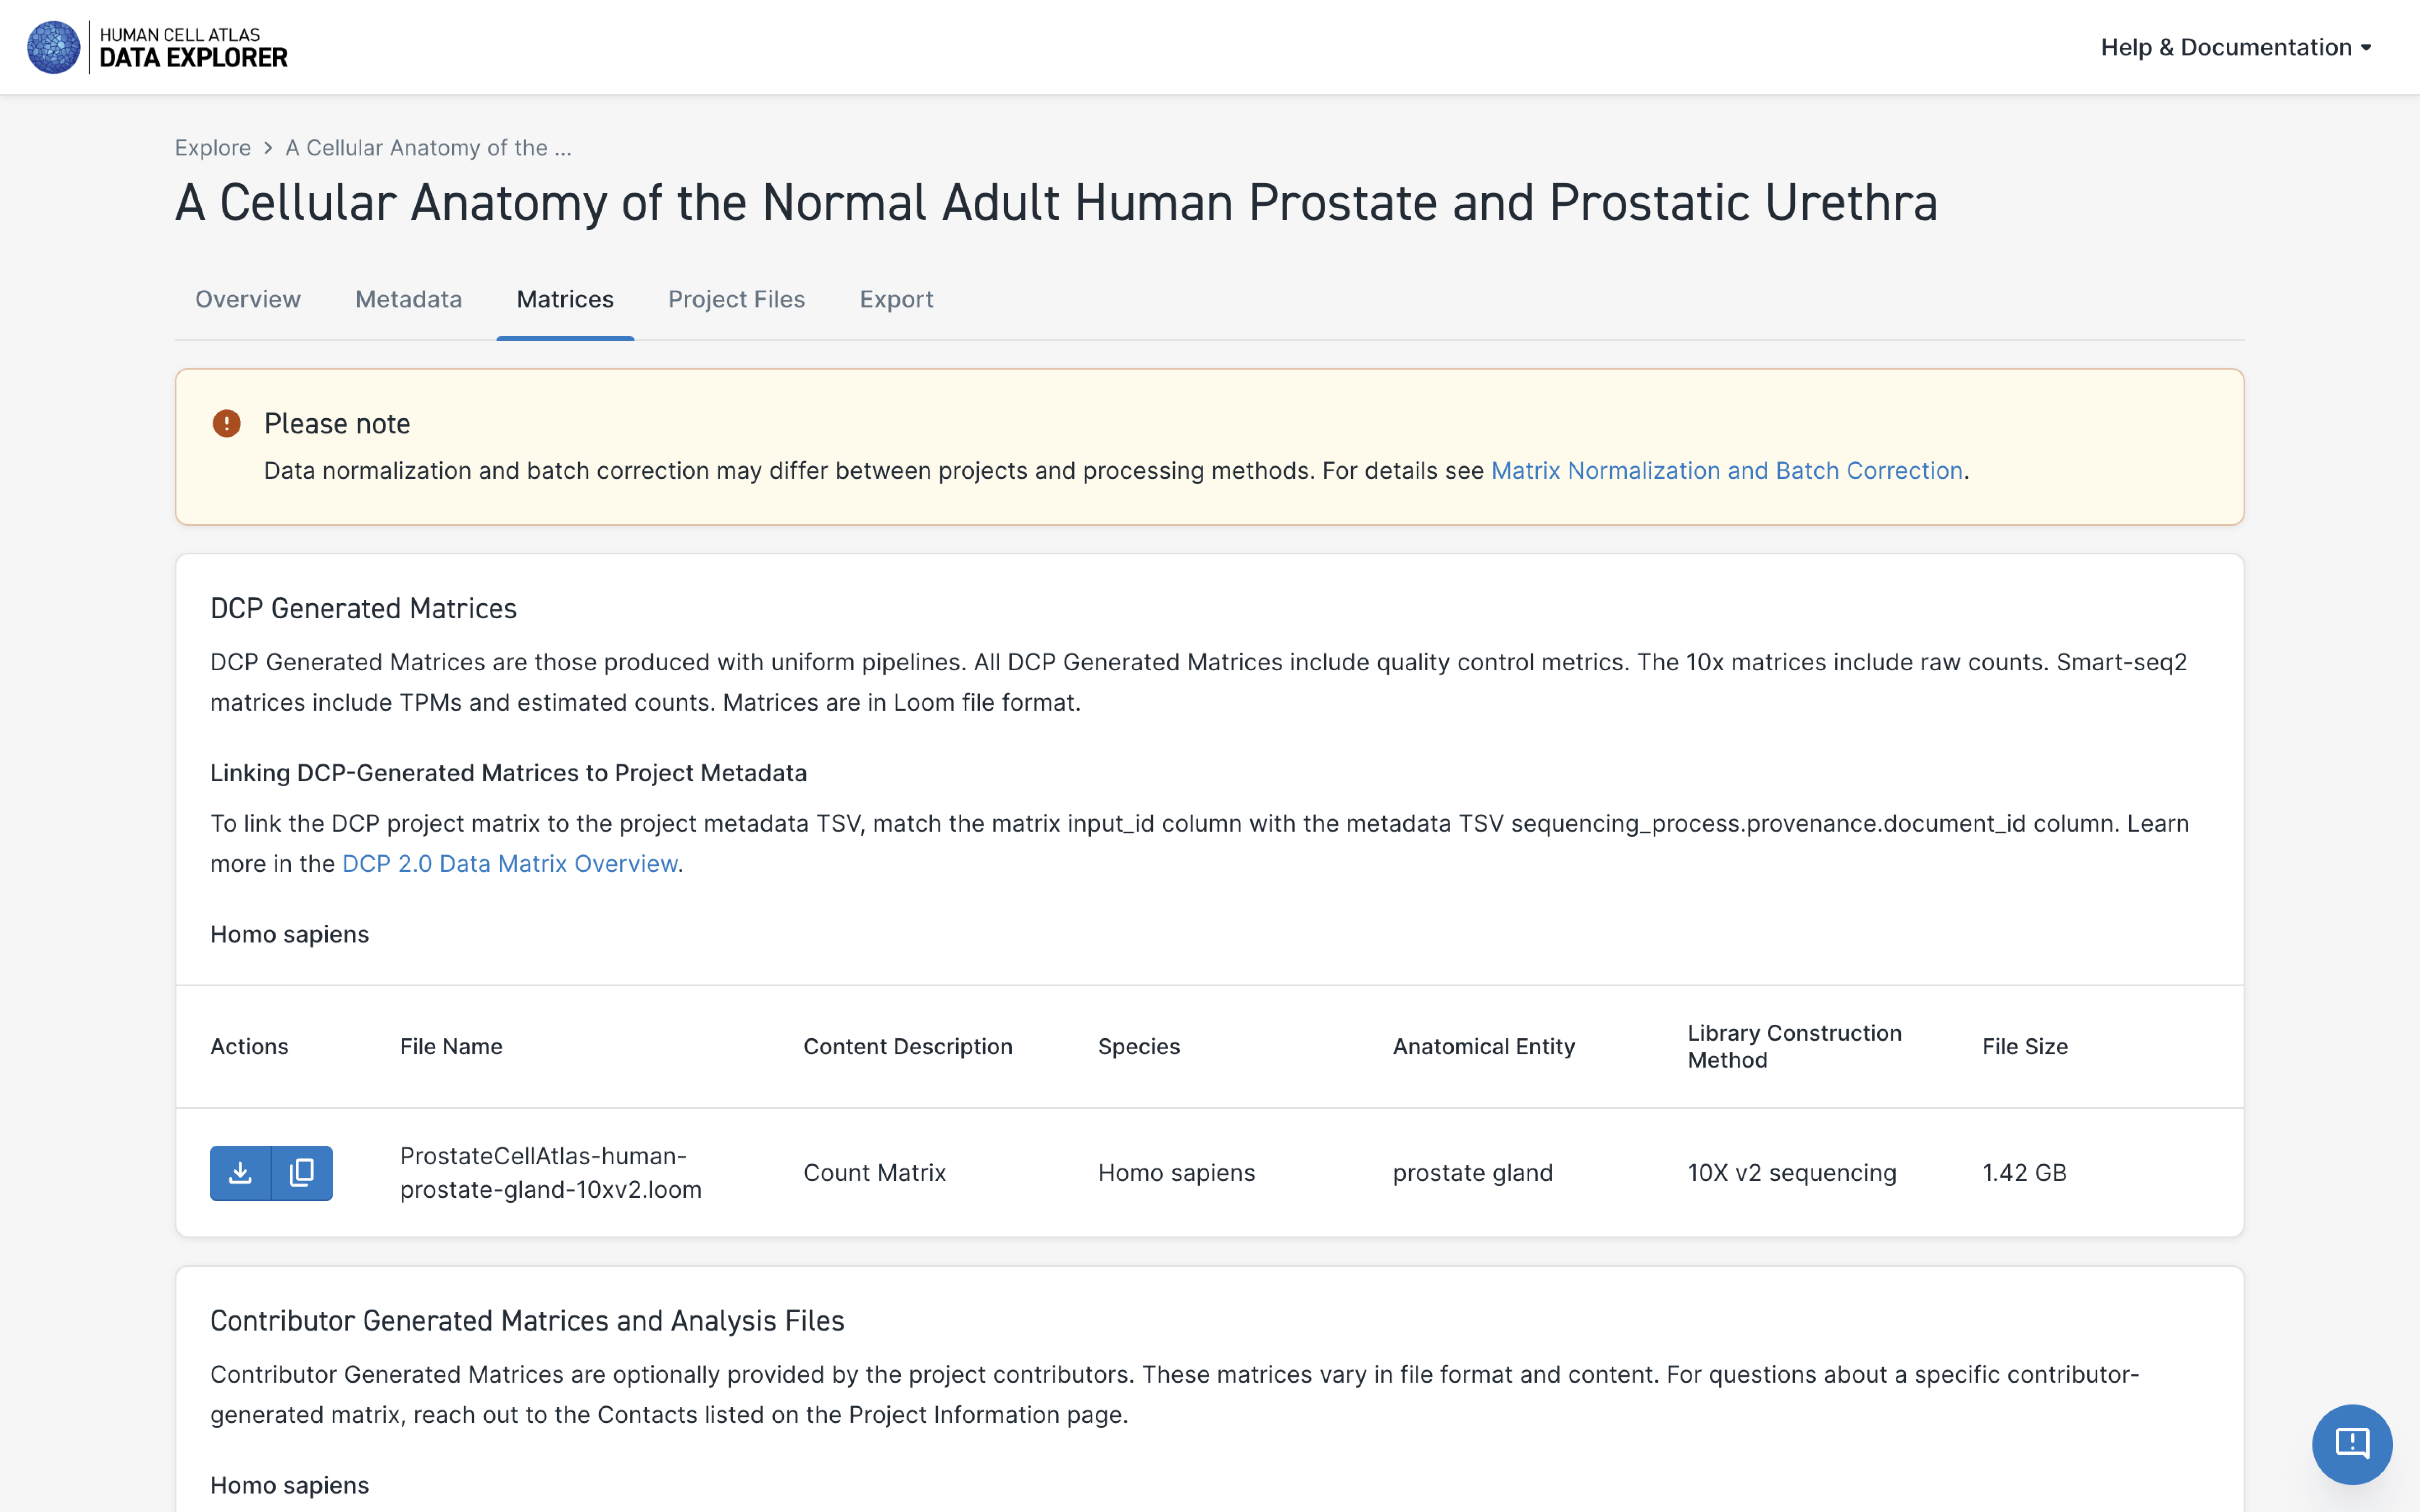 HUMAN CELL ATLAS
DATA EXPLORER
Help & Documentation
Explore > A Cellular Anatomy of the ...
A Cellular Anatomy of the Normal Adult Human Prostate and Prostatic Urethra
Overview Metadata Matrices Project Files Export
Please note
Data normalization and batch correction may differ between projects and processing methods. For details see Matrix Normalization and Batch Correction.
DCP Generated Matrices
DCP Generated Matrices are those produced with uniform pipelines. All DCP Generated Matrices include quality control metrics. The 10x matrices include raw counts. Smart-seq2
matrices include TPMs and estimated counts. Matrices are in Loom file format.
Linking DCP-Generated Matrices to Project Metadata
To link the DCP project matrix to the project metadata TSV, match the matrix input_id column with the metadata TSV sequencing_process.provenance.document_id column. Learn
more in the DCP 2.0 Data Matrix Overview.
Homo sapiens
Actions File Name Content Description Species Anatomical Entity Library Construction
Method File Size
ProstateCellAtlas-human-
prostate-gland-10xv2.loom Count Matrix Homo sapiens prostate gland 10X v2 sequencing 1.42 GB
Contributor Generated Matrices and Analysis Files
Contributor Generated Matrices are optionally provided by the project contributors. These matrices vary in file format and content. For questions about a specific contributor-
generated matrix, reach out to the Contacts listed on the Project Information page.
Homo sapiens